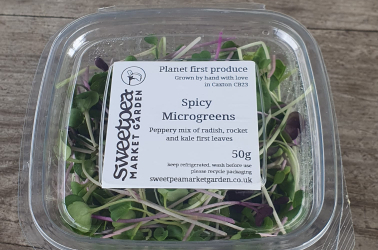 sweetpea
MARKET GARDEN
Planet first produce
Grown by hand with love
in Caxton CB23
Spicy
Microgreens
Peppery mix of radish, rocket
and kale first leaves
50g
keep refrigerated, wash before use
please recycle packaging
sweetpeamarketgarden.co.uk